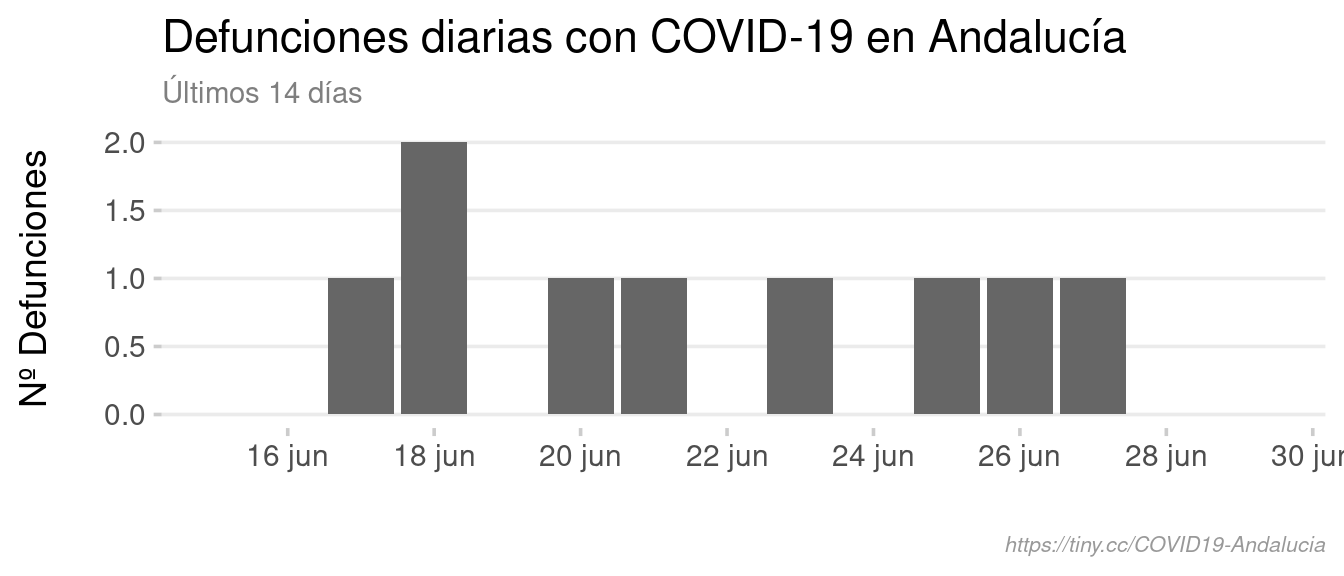 Defunciones diarias con COVID-19 en Andalucía
Últimos 14 días
Nº Defunciones
2.0
1.5
1.0
0.5
0.0
16 jun 18 jun 20 jun 22 jun 24 jun 26 jun 28 jun 30 jun
https://tiny.cc/COVID19-Andalucia